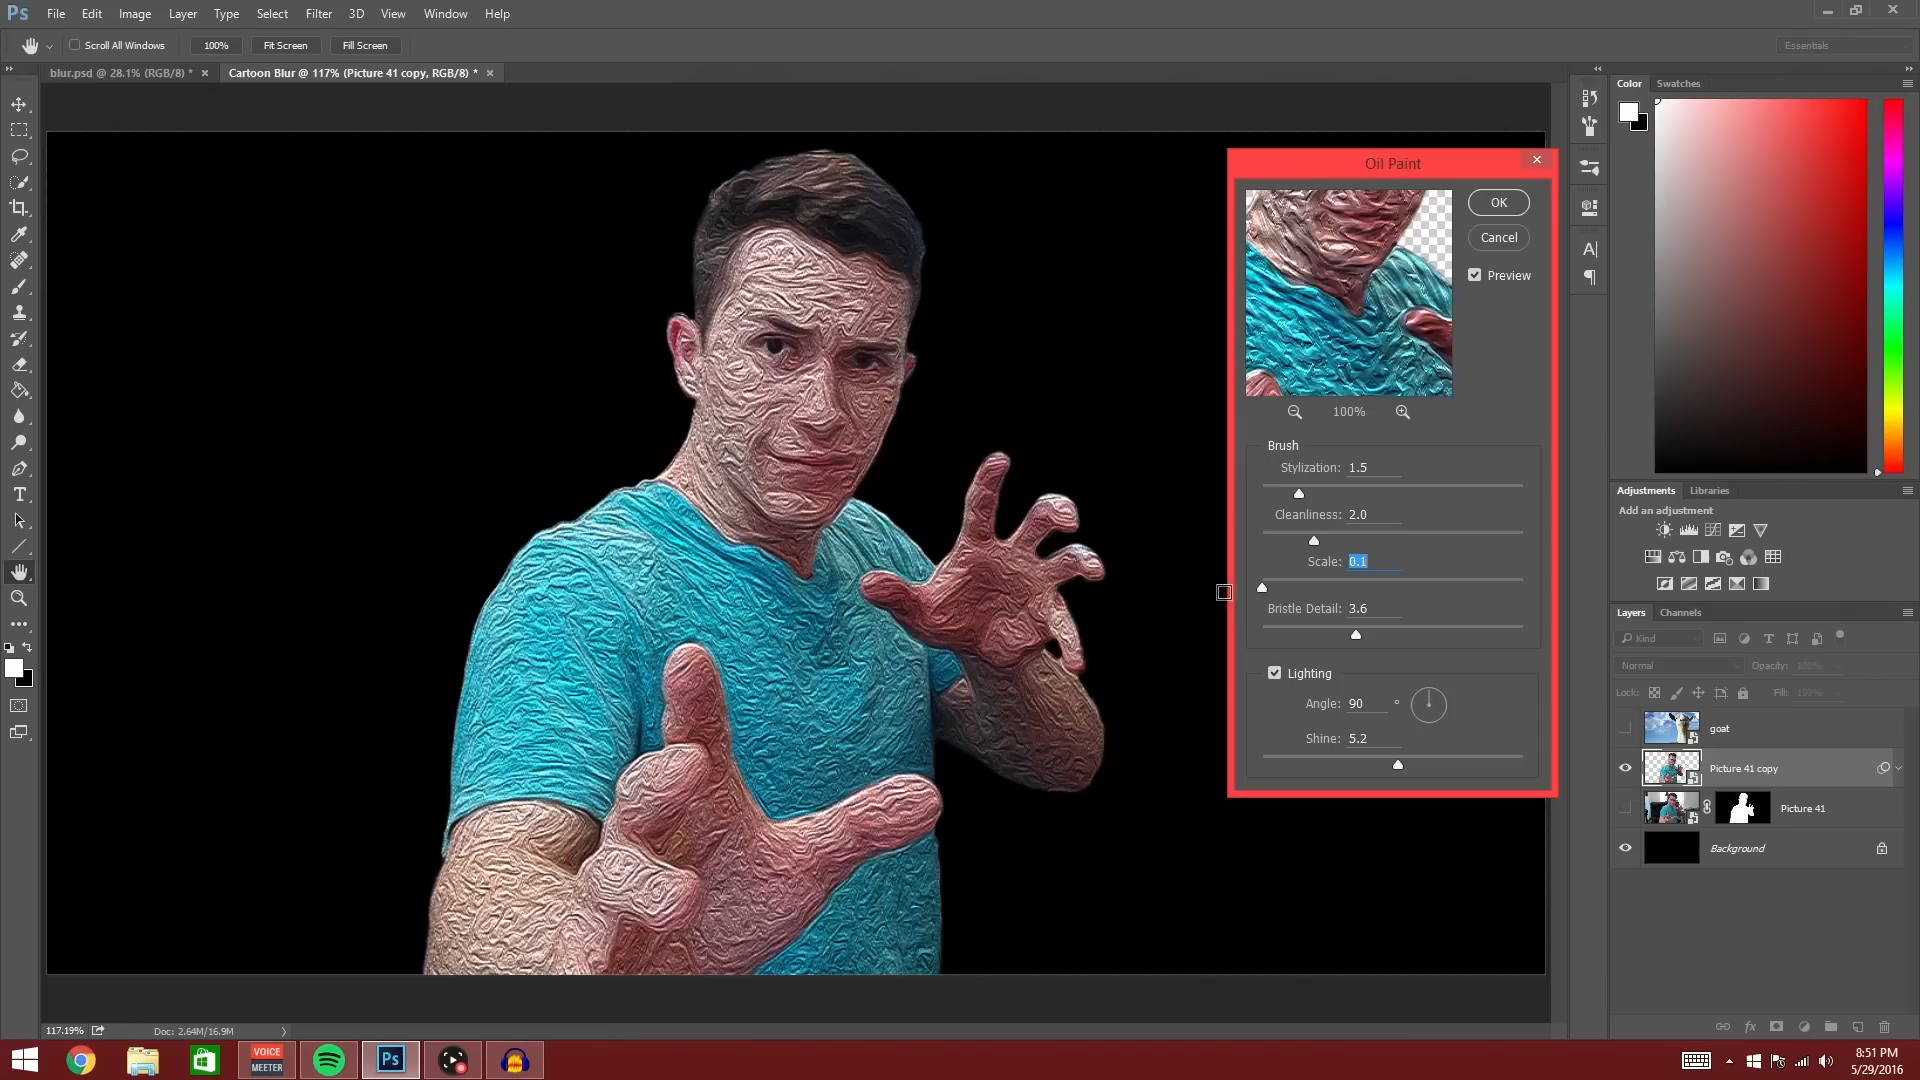 Ps File Edit Image Layer Type Select Filter 3D View Window Help
Scroll All Windows 100% Fit Screen Fill Screen Essentials
blur.psd @ 28.1% (RGB/8) * × Cartoon Blur @ 117% (Picture 41 copy, RGB/8) * ×
Color Swatches
Oil Paint
OK
Cancel
Preview
100%
Brush
Stylization: 1.5
Cleanliness: 2.0
Scale: 0.1
Bristle Detail: 3.6
Lighting
Angle: 90 °
Shine: 5.2
Adjustments Libraries
Add an adjustment
Layers Channels
Kind
Normal Opacity: 100%
Lock: Fill: 100%
goat
Picture 41 copy
Picture 41
Background
117.19% Doc: 2.64M/16.9M
VOICE
MEETER
Ps
8:51 PM
5/29/2016